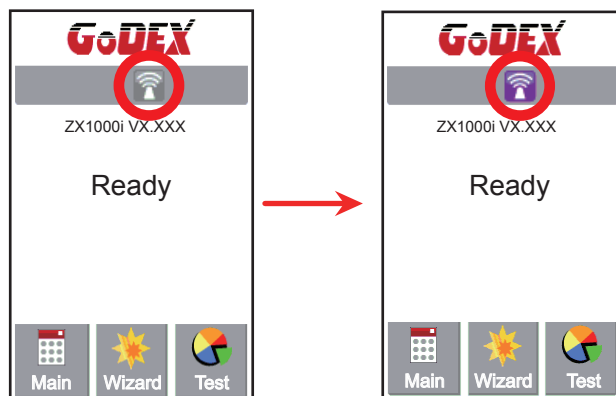 GoDEX
ZX1000i VX.XXX
Ready
Main Wizard Test
GoDEX
ZX1000i VX.XXX
Ready
Main Wizard Test